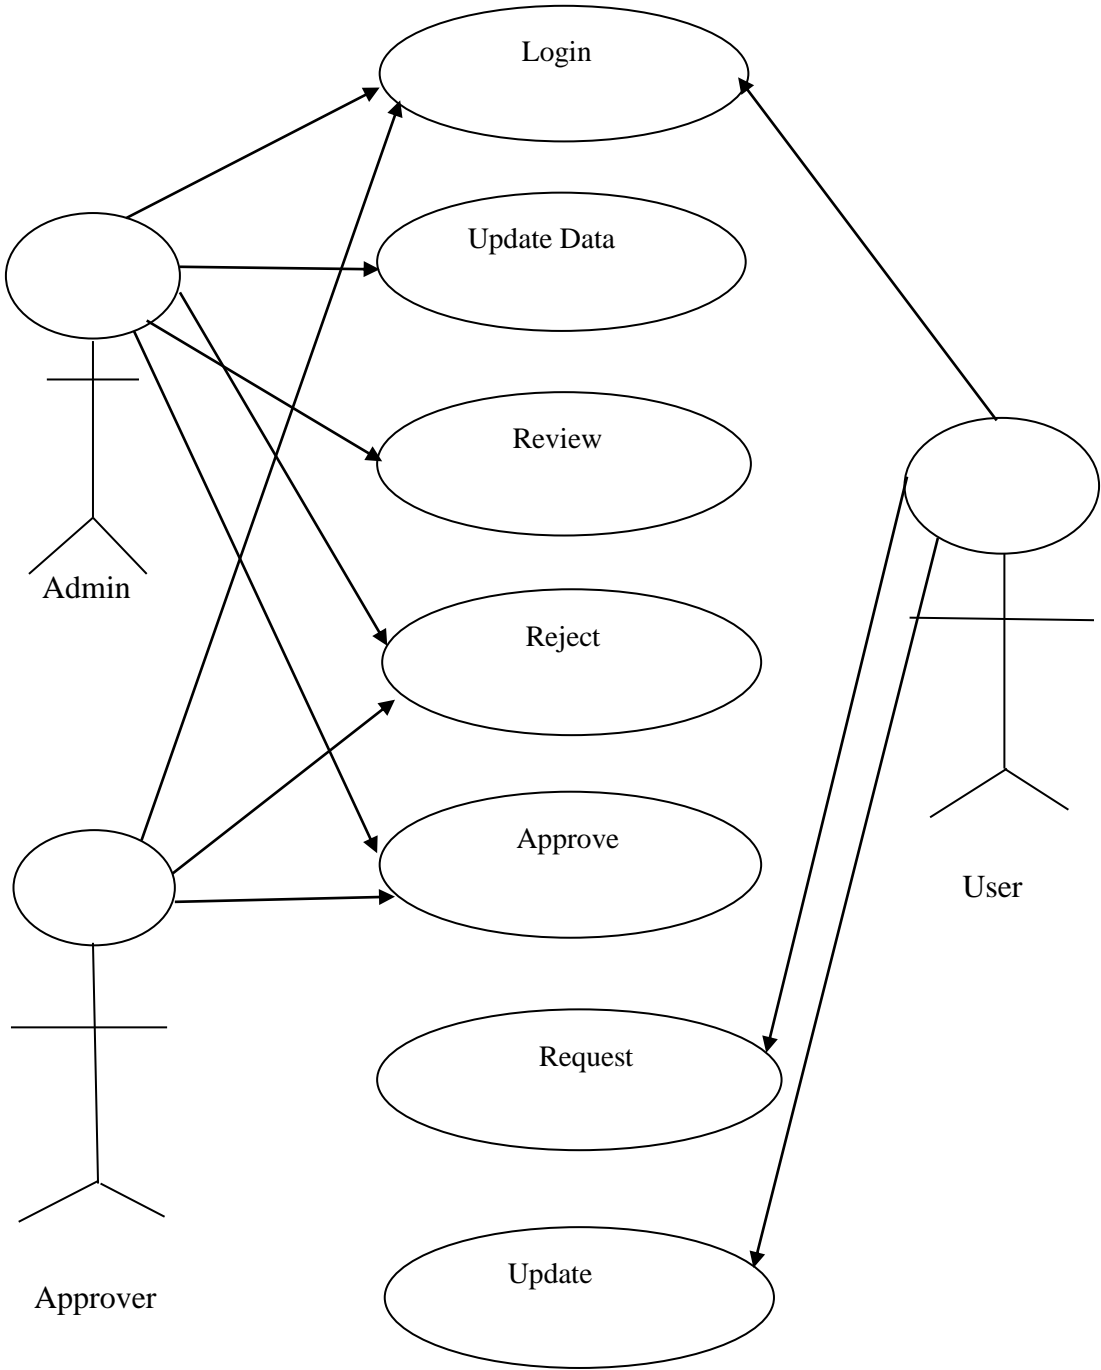 Login
Update Data
Review
Admin
Reject
Approve
User
Request
Update
Approver